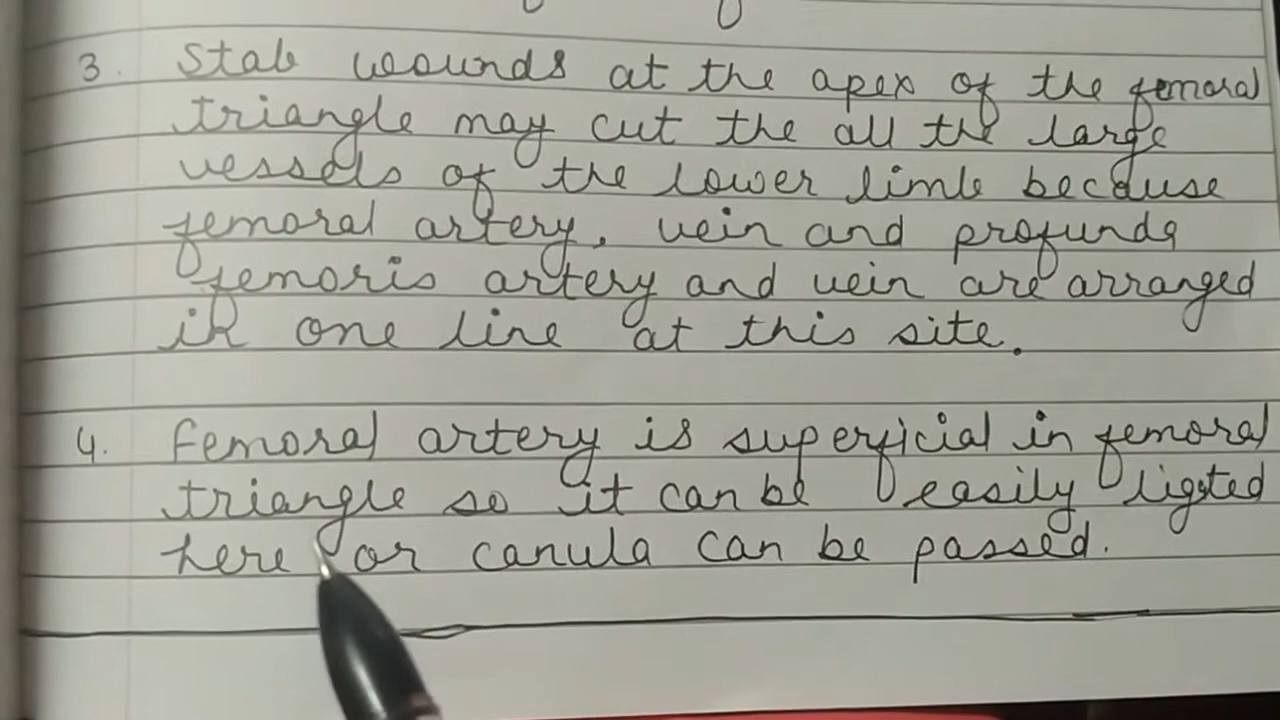 3. Stab wounds at the apex of the femoral
triangle may cut the all the large
vessels of the lower limb because
femoral artery, vein and profunda
femoris artery and vein are arranged
in one line at this site.
4. Femoral artery is superficial in femoral
triangle so it can be easily ligated
here or canula can be passed.